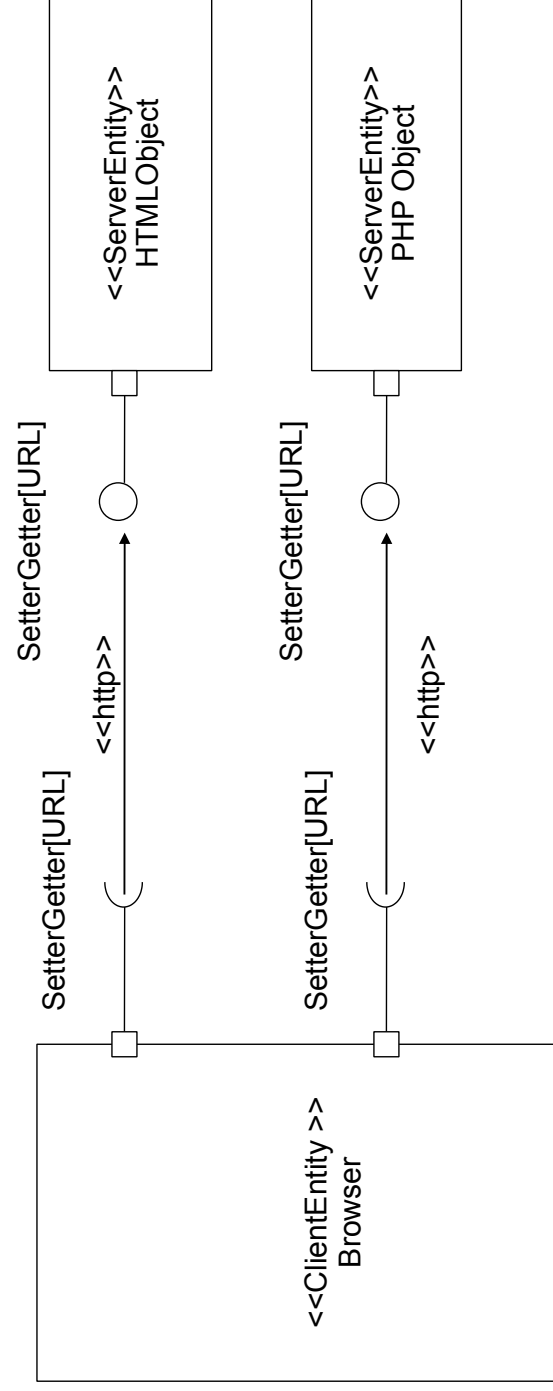 <<ClientEntity >>
Browser
SetterGetter[URL]
<<http>>
SetterGetter[URL]
<<ServerEntity>>
HTMLObject
SetterGetter[URL]
<<http>>
SetterGetter[URL]
<<ServerEntity>>
PHP Object